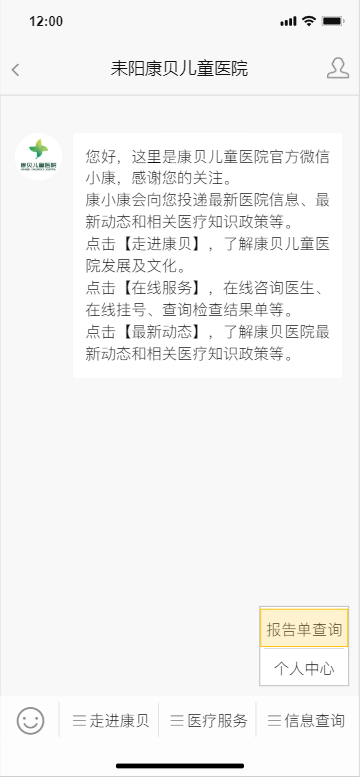 12:00
耒阳康贝儿童医院
康贝儿童医院
您好，这里是康贝儿童医院官方微信
小康，感谢您的关注。
康小康会向您投递最新医院信息、最
新动态和相关医疗知识政策等。
点击【走进康贝】，了解康贝儿童医
院发展及文化。
点击【在线服务】，在线咨询医生、
在线挂号、查询检查结果单等。
点击【最新动态】，了解康贝医院最
新动态和相关医疗知识政策等。
报告单查询
个人中心
走进康贝
医疗服务
信息查询